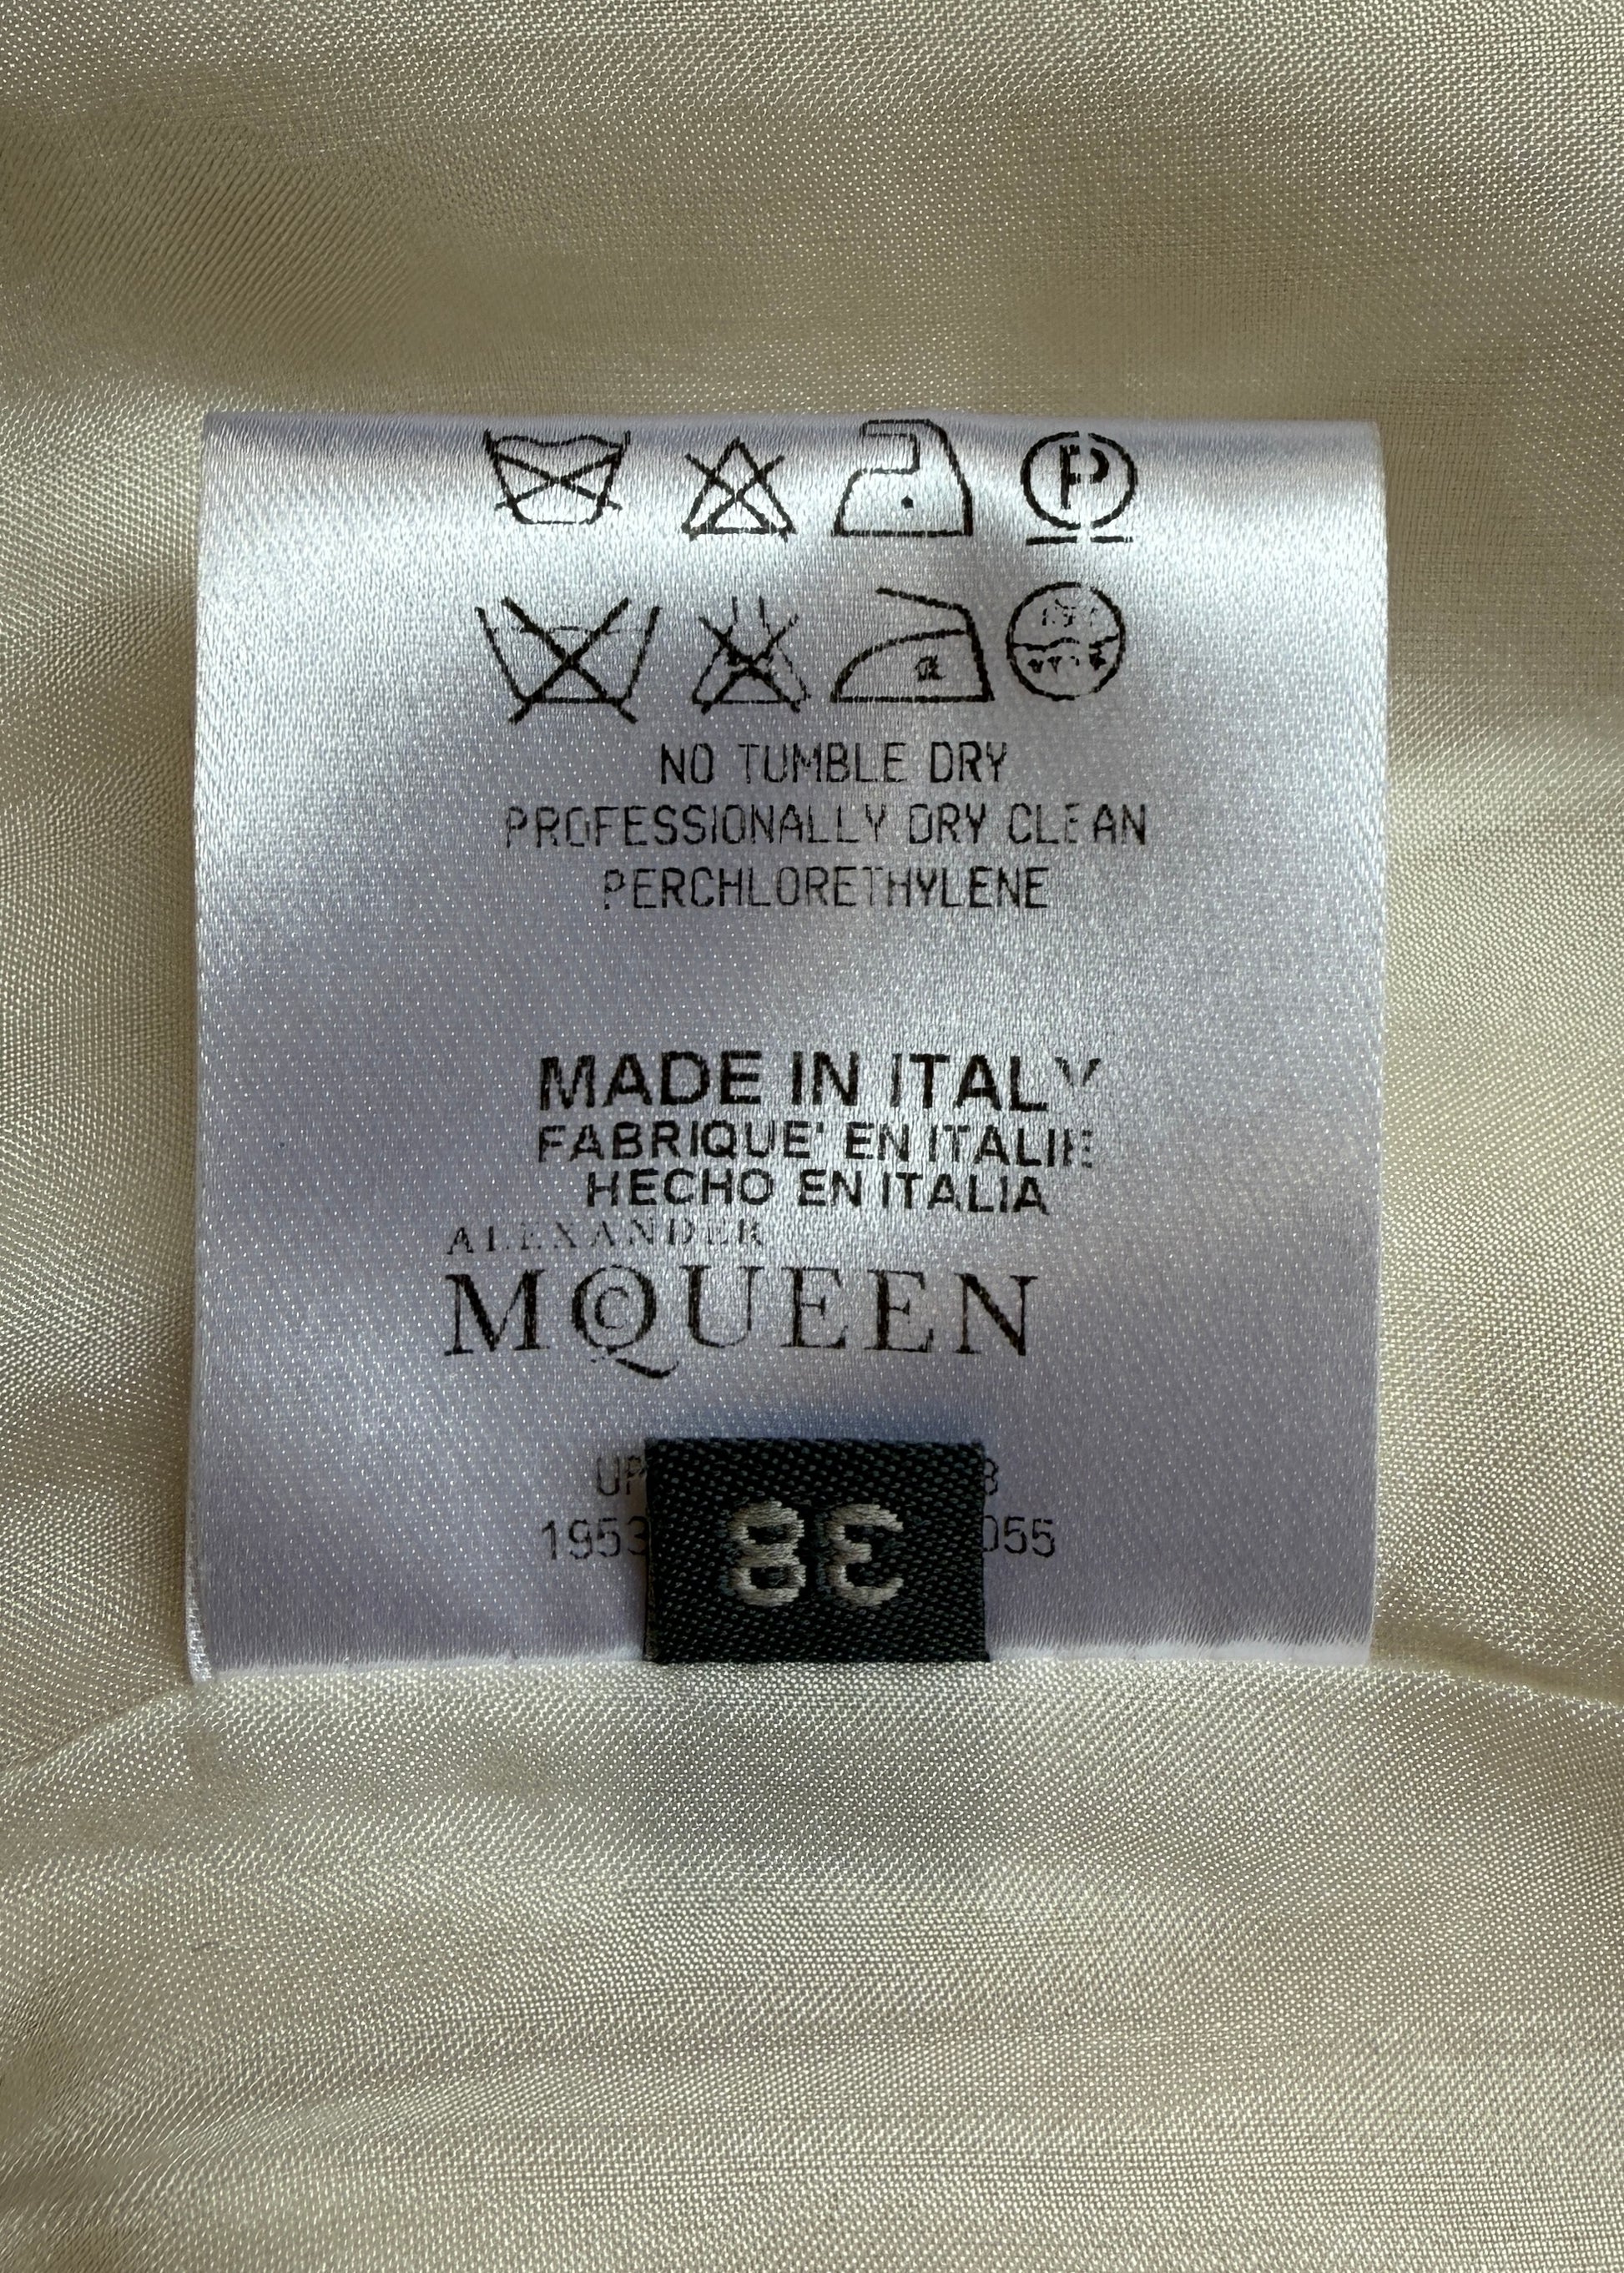 P
NO TUMBLE DRY
PROFESSIONALLY DRY CLEAN
PERCHLORETHYLENE
MADE IN ITALY
FABRIQUE' EN ITALIE
HECHO EN ITALIA
ALEXANDER
MCQUEEN
38